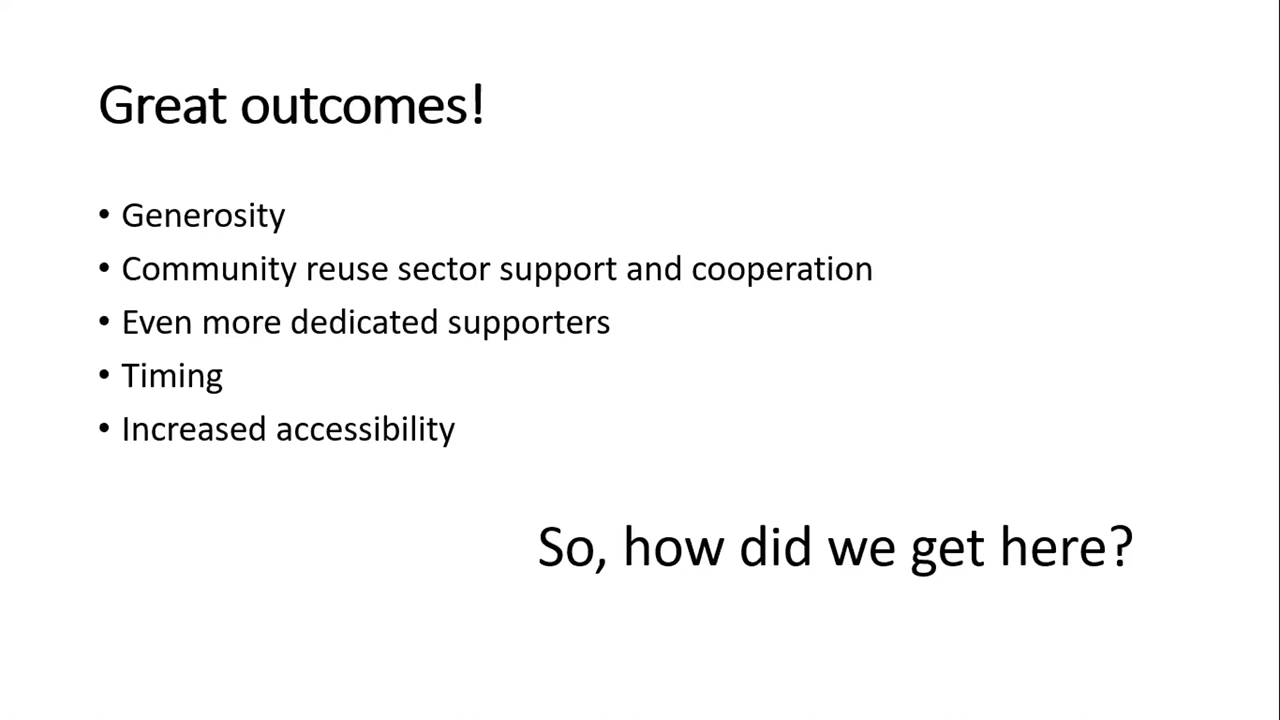 Great outcomes!
• Generosity
• Community reuse sector support and cooperation
• Even more dedicated supporters
• Timing
• Increased accessibility
So, how did we get here?